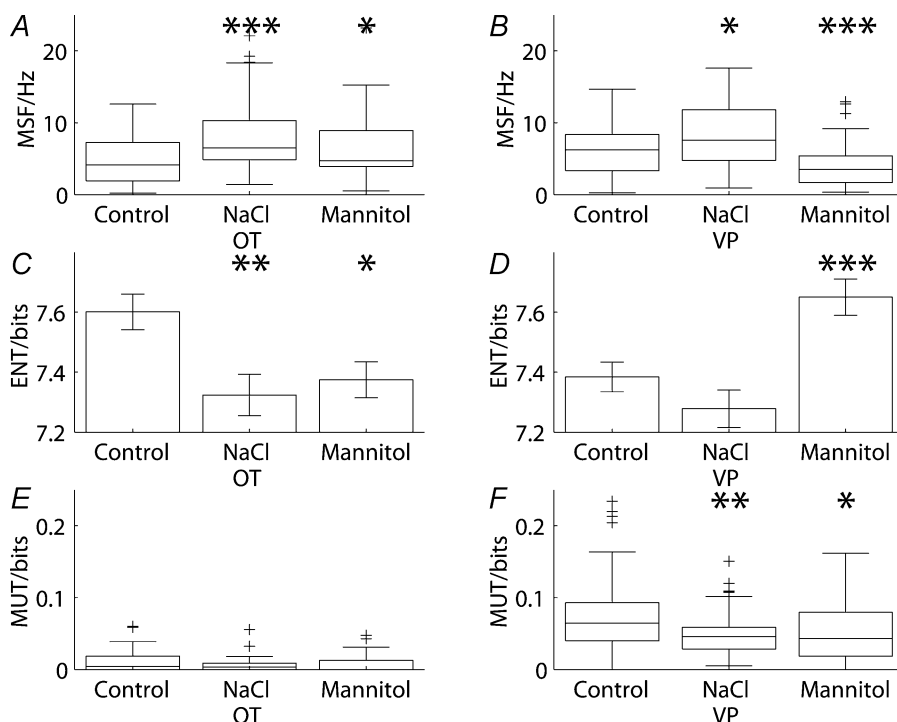 A
***
*
MSF/Hz
20
10
0
Control NaCl Mannitol
OT
B
*
***
MSF/Hz
20
10
0
Control NaCl Mannitol
VP
C
**
*
ENT/bits
7.6
7.4
7.2
Control NaCl Mannitol
OT
D
***
ENT/bits
7.6
7.4
7.2
Control NaCl Mannitol
VP
E
MUT/bits
0.2
0.1
0
Control NaCl Mannitol
OT
F
**
*
MUT/bits
0.2
0.1
0
Control NaCl Mannitol
VP